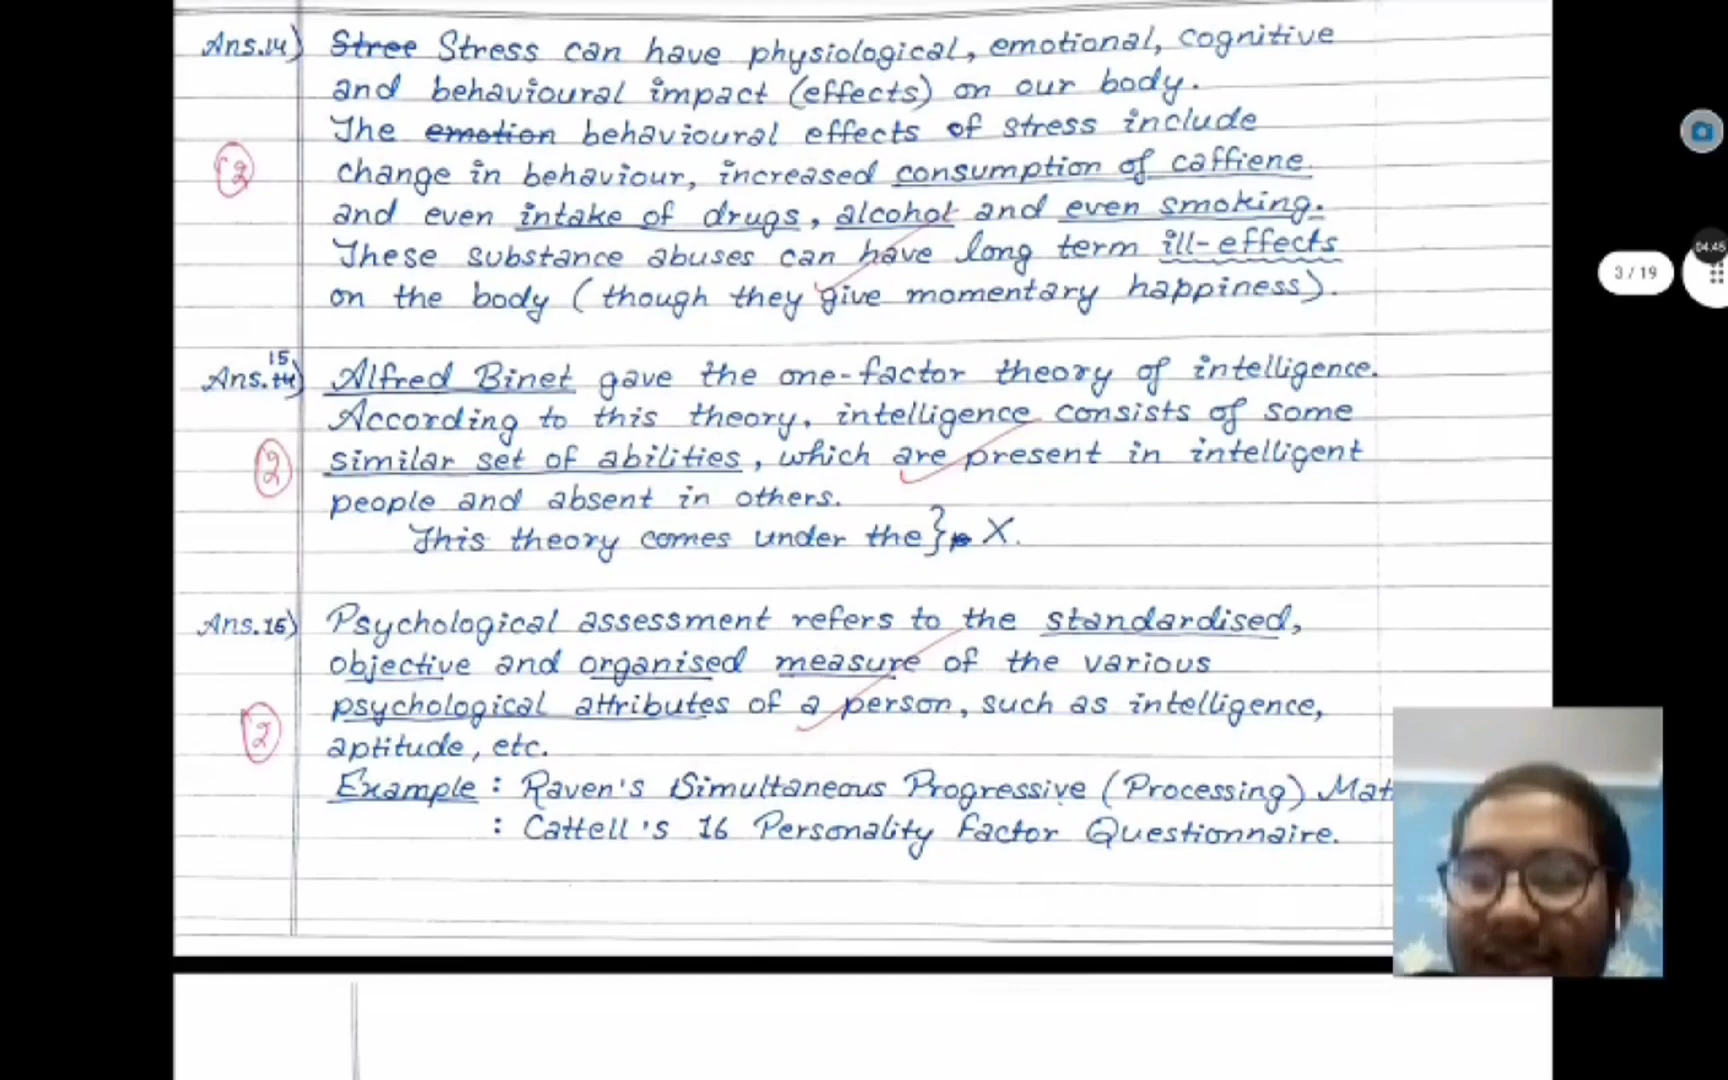 Ans.14) Stree Stress can have physiological, emotional, cognitive
and behavioural impact (effects) on our body.
The emotion behavioural effects of stress include
change in behaviour, increased consumption of caffiene
and even intake of drugs, alcohol and even smoking.
These substance abuses can have long term ill-effects
on the body (though they give momentary happiness).
2
Ans.14 15) Alfred Binet gave the one-factor theory of intelligence.
According to this theory, intelligence consists of some
similar set of abilities, which are present in intelligent
people and absent in others.
This theory comes under the } X.
2
Ans.16) Psychological assessment refers to the standardised,
objective and organised measure of the various
psychological attributes of a person, such as intelligence,
aptitude, etc.
Example : Raven's Simultaneous Progressive (Processing) Mat
: Cattell's 16 Personality Factor Questionnaire.
2
3 / 19
04:45